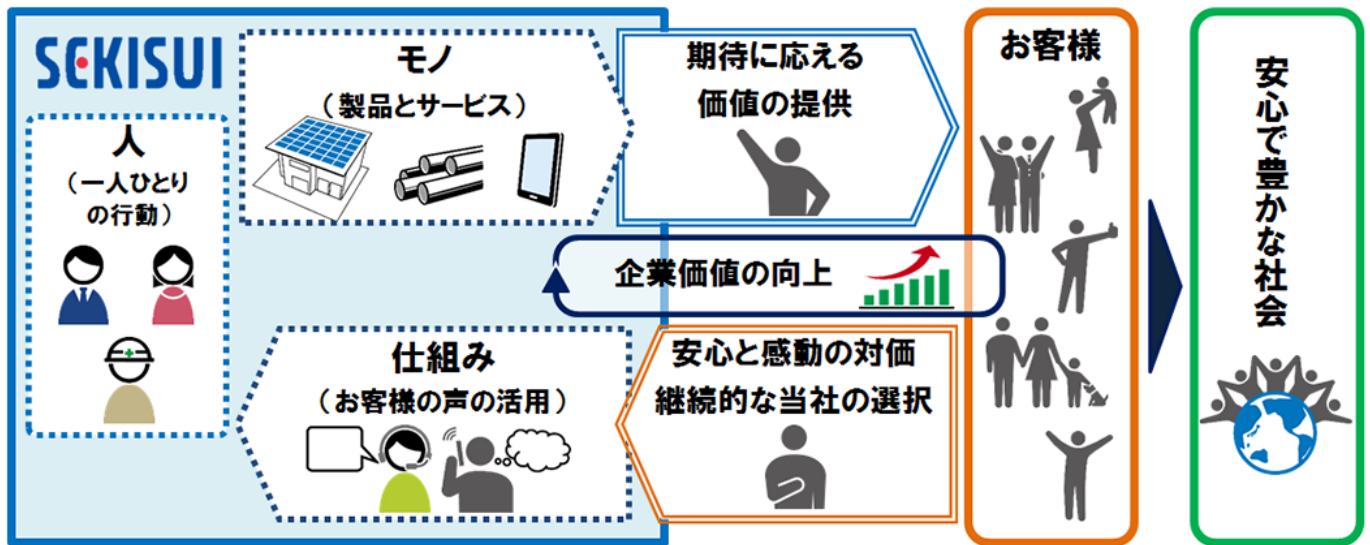 SEKISUI
人
(一人ひとり
の行動)
モノ
(製品とサービス)
期待に応える
価値の提供
企業価値の向上
仕組み
(お客様の声の活用)
安心と感動の対価
継続的な当社の選択
お客様
安心で豊かな社会